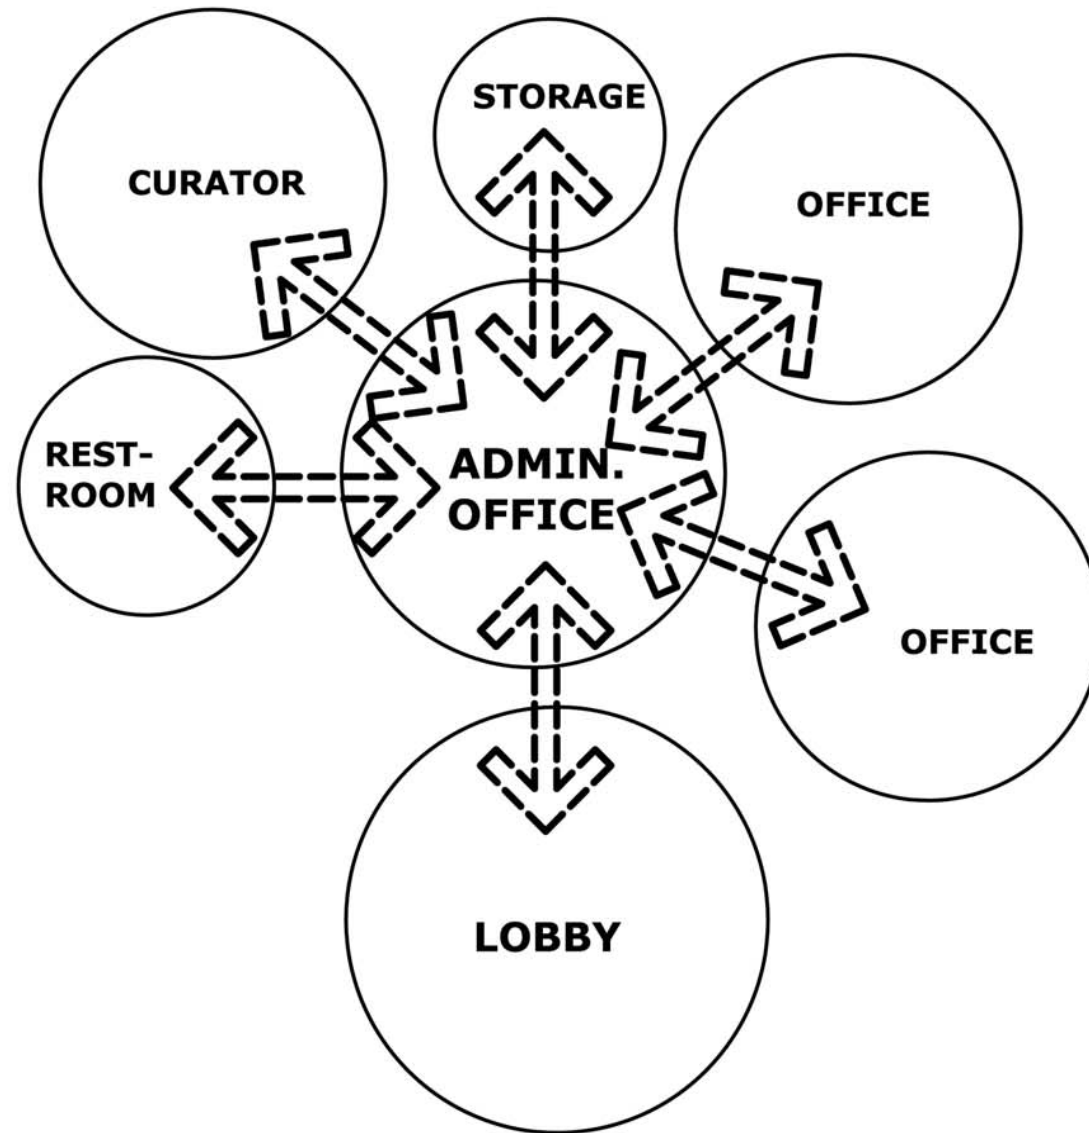 STORAGE
CURATOR
OFFICE
REST-
ROOM
ADMIN.
OFFICE
OFFICE
LOBBY